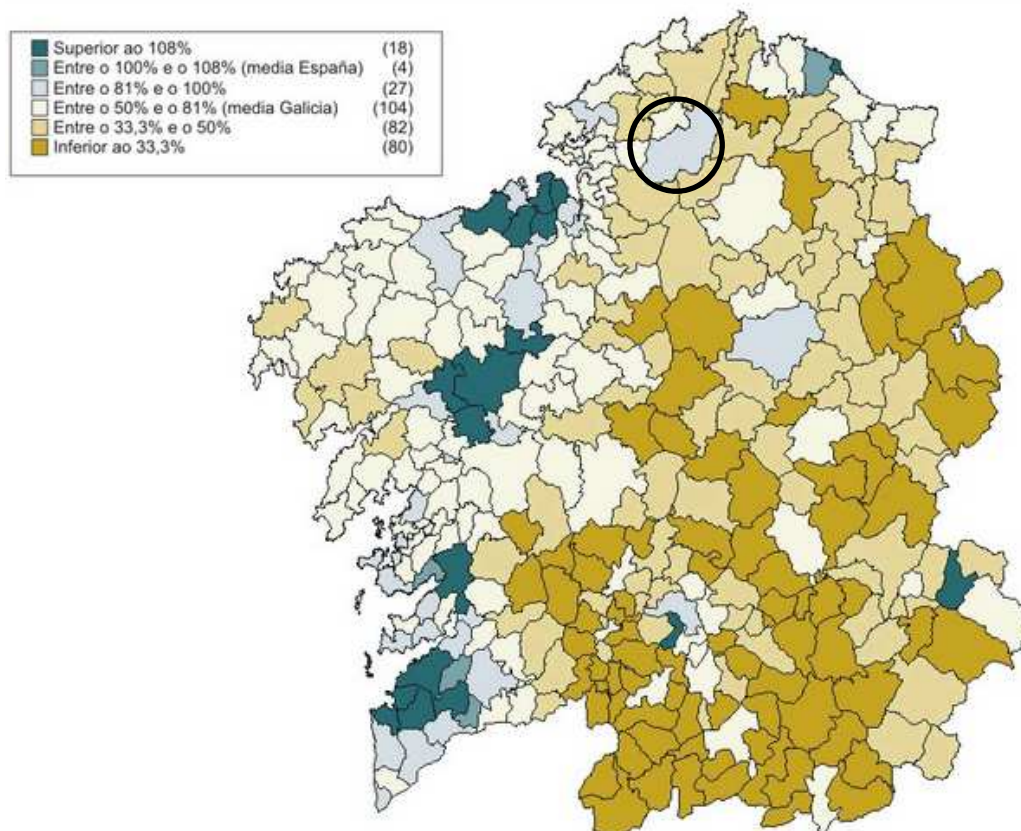 Superior ao 108% (18)
Entre o 100% e o 108% (media España) (4)
Entre o 81% e o 100% (27)
Entre o 50% e o 81% (media Galicia) (104)
Entre o 33,3% e o 50% (82)
Inferior ao 33,3% (80)